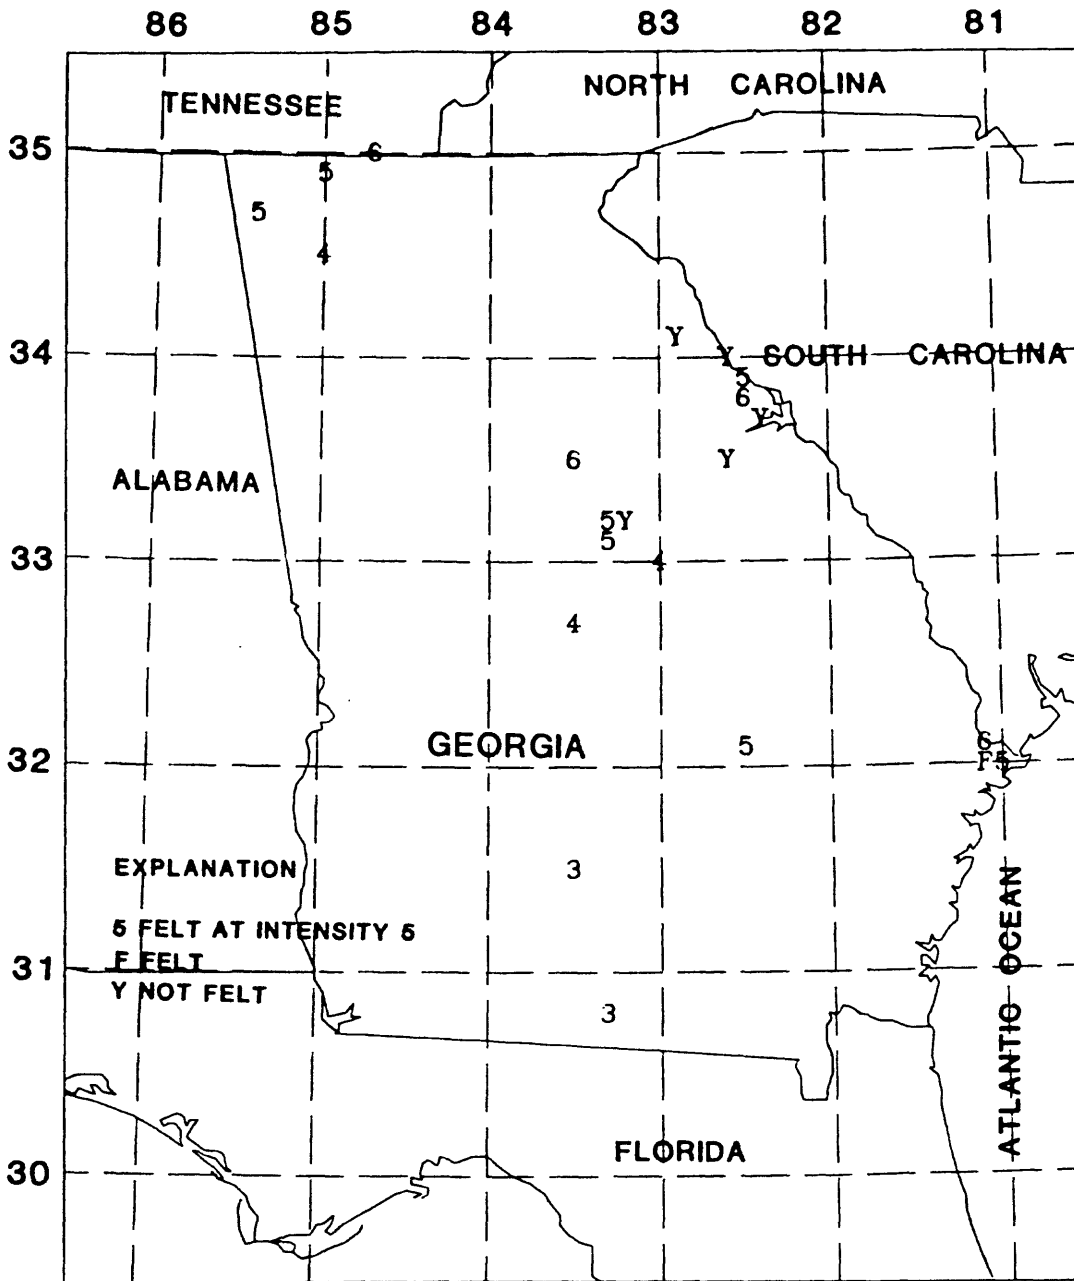 86 85 84 83 82 81
NORTH CAROLINA
TENNESSEE
35
6
5
5
4
Y
34
Y SOUTH CAROLINA
5
6
Y
6
Y
ALABAMA
5Y
5
33
4
4
6
GEORGIA 5
32
F5
EXPLANATION
3
5 FELT AT INTENSITY 5
F FELT
31
Y NOT FELT
3
ATLANTIC OCEAN
FLORIDA
30